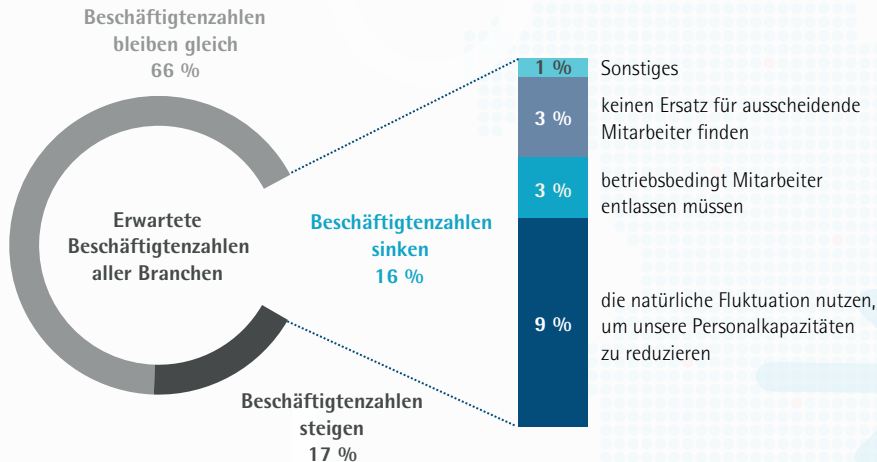 Beschäftigtenzahlen
bleiben gleich
66 %
Erwartete
Beschäftigtenzahlen
aller Branchen
Beschäftigtenzahlen
sinken
16 %
Beschäftigtenzahlen
steigen
17 %
1 % Sonstiges
3 %
keinen Ersatz für ausscheidende
Mitarbeiter finden
3 %
betriebsbedingt Mitarbeiter
entlassen müssen
9 %
die natürliche Fluktuation nutzen,
um unsere Personalkapazitäten
zu reduzieren